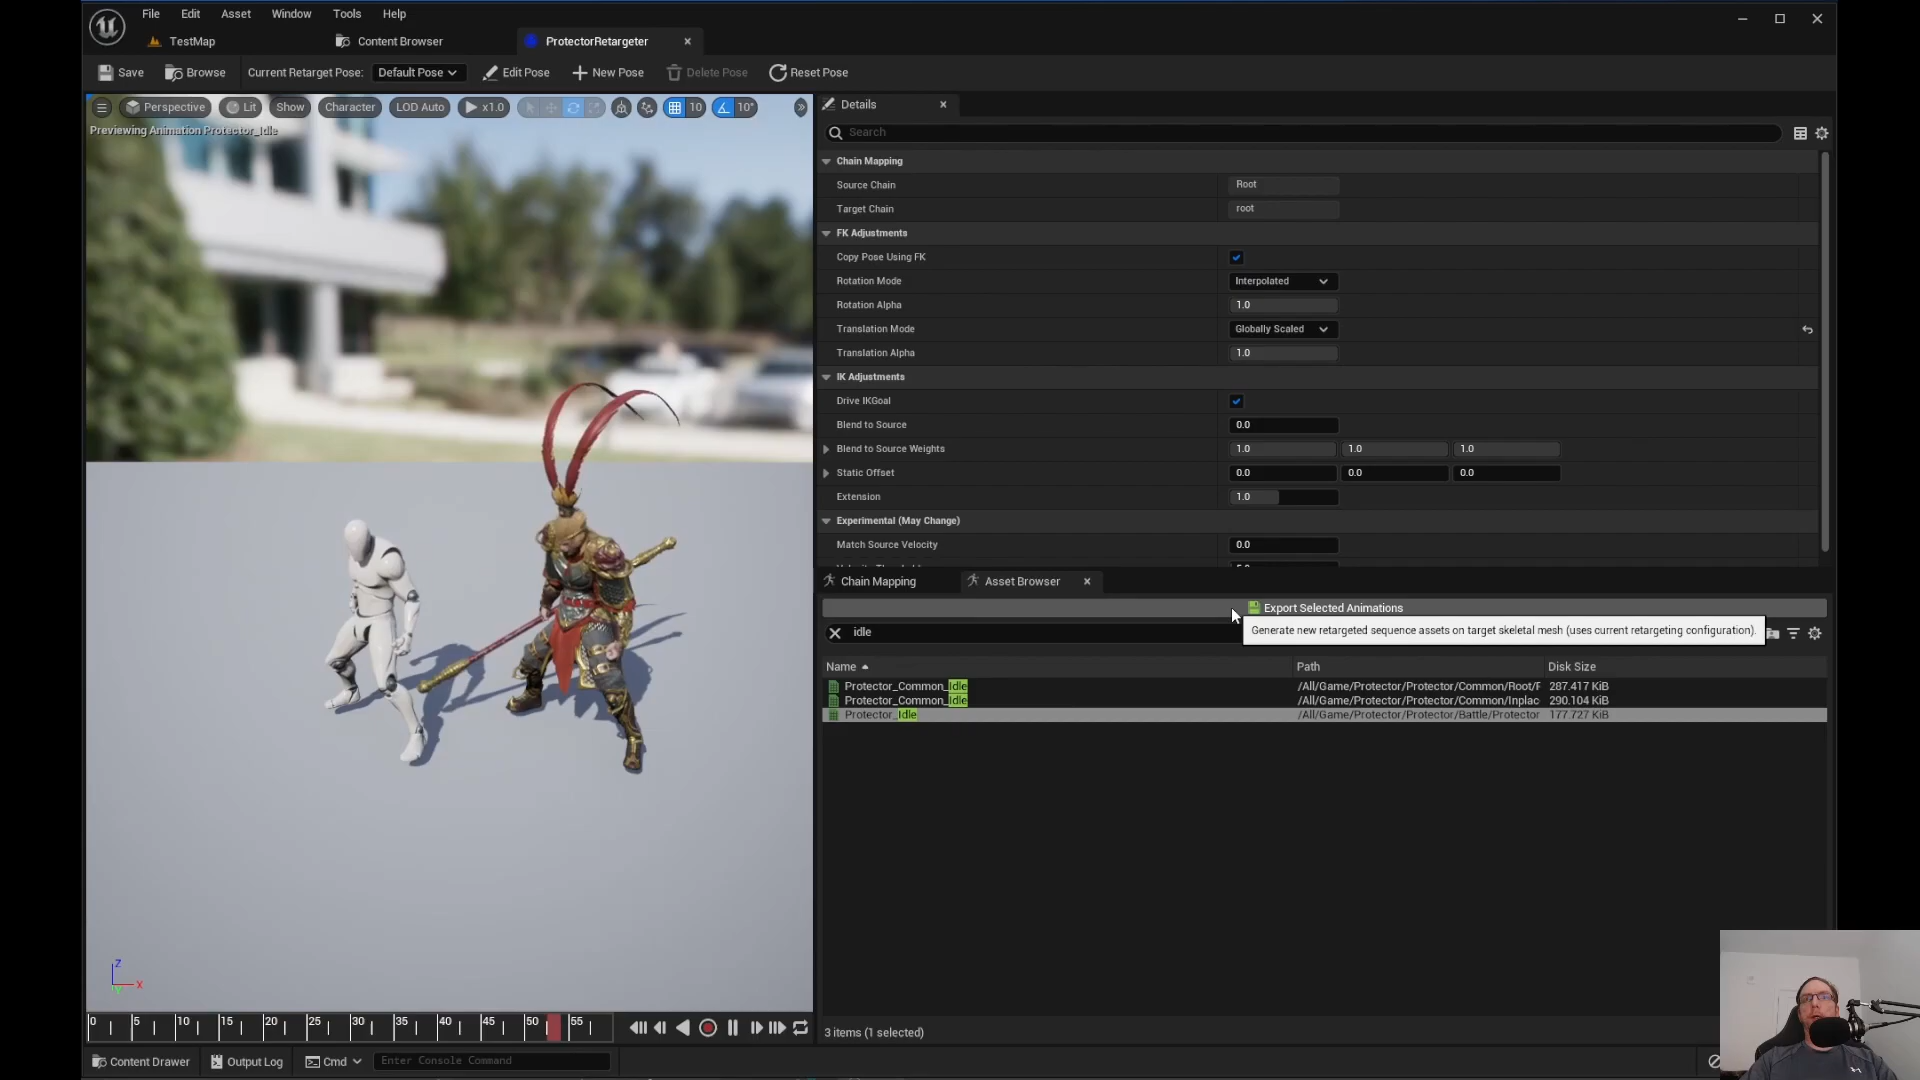 File Edit Asset Window Tools Help
TestMap Content Browser ProtectorRetargeter
Save Browse Current Retarget Pose: Default Pose Edit Pose New Pose Delete Pose Reset Pose
Perspective Lit Show Character LOD Auto x1.0 10 10°
Previewing Animation Protector_Idle
Details
Search
Chain Mapping
Source Chain Root
Target Chain root
FK Adjustments
Copy Pose Using FK
Rotation Mode Interpolated
Rotation Alpha 1.0
Translation Mode Globally Scaled
Translation Alpha 1.0
IK Adjustments
Drive IKGoal
Blend to Source 0.0
Blend to Source Weights 1.0 1.0 1.0
Static Offset 0.0 0.0 0.0
Extension 1.0
Experimental (May Change)
Match Source Velocity 0.0
Chain Mapping Asset Browser
Export Selected Animations
idle
Generate new retargeted sequence assets on target skeletal mesh (uses current retargeting configuration).
Name Path Disk Size
Protector_Common_Idle /All/Game/Protector/Protector/Common/Root/F 287.417 KiB
Protector_Common_Idle /All/Game/Protector/Protector/Common/Inplac 290.104 KiB
Protector_Idle /All/Game/Protector/Protector/Battle/Protector 177.727 KiB
Z
X
0 5 10 15 20 25 30 35 40 45 50 55
3 items (1 selected)
Content Drawer Output Log Cmd Enter Console Command